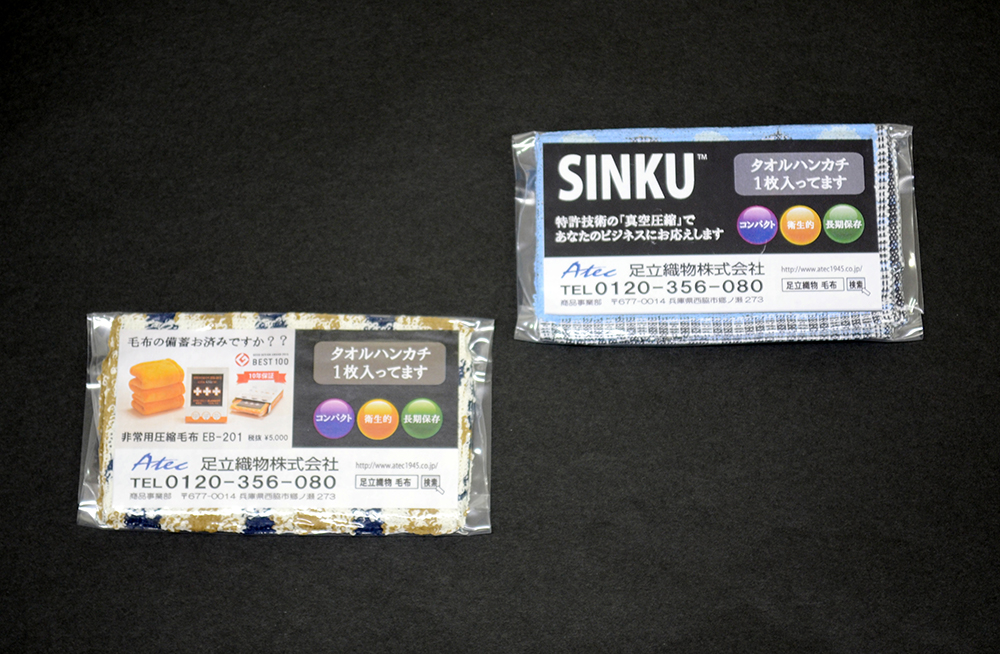 SINKU™
タオルハンカチ
1枚入ってます
特許技術の「真空圧縮」で
あなたのビジネスにお応えします
コンパクト
衛生的
長期保存
Atec 足立織物株式会社
http://www.atec1945.co.jp/
TEL0120-356-080
足立織物 毛布 検索
商品事業部 〒677-0014 兵庫県西脇市郷ノ瀬273
毛布の備蓄お済みですか??
BEST 100
10年保証
非常用圧縮毛布 EB-201 税抜 ¥5,000
タオルハンカチ
1枚入ってます
コンパクト
衛生的
長期保存
Atec 足立織物株式会社
http://www.atec1945.co.jp/
TEL0120-356-080
足立織物 毛布 検索
商品事業部 〒677-0014 兵庫県西脇市郷ノ瀬273